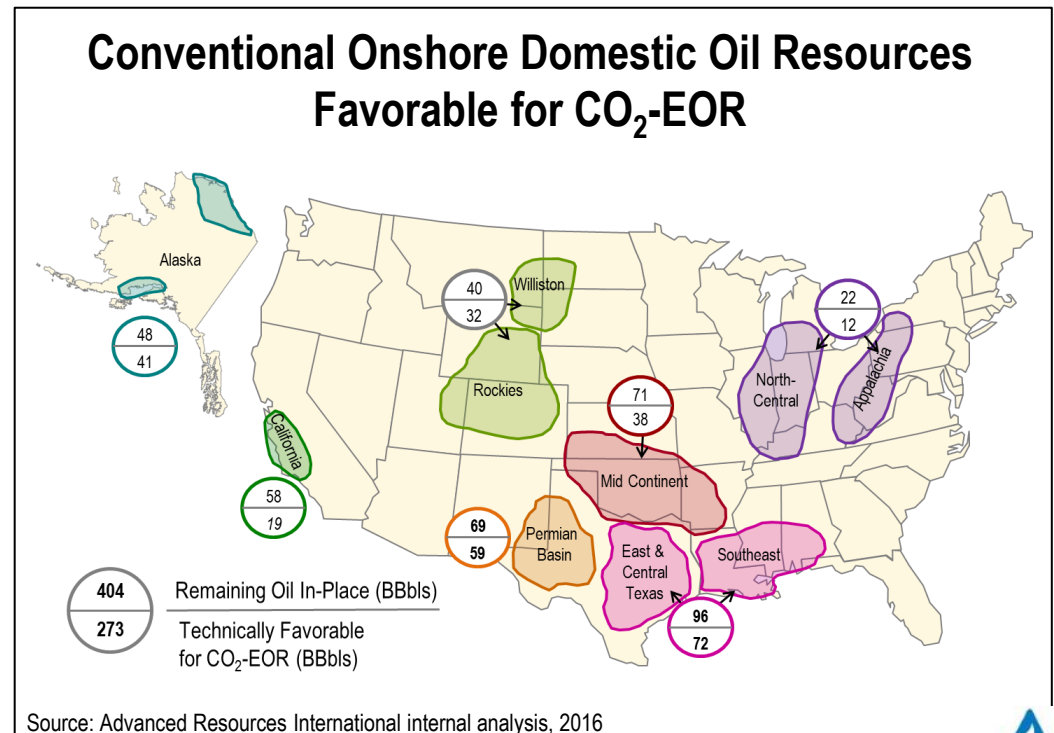 Conventional Onshore Domestic Oil Resources
Favorable for CO2-EOR
Alaska
48
41
40
32
Williston
Rockies
22
12
North-
Central
Appalachia
71
38
Mid Continent
California
58
19
69
59
Permian
Basin
East &
Central
Texas
Southeast
96
72
404
273
Remaining Oil In-Place (BBbls)
Technically Favorable
for CO2-EOR (BBbls)
Source: Advanced Resources International internal analysis, 2016